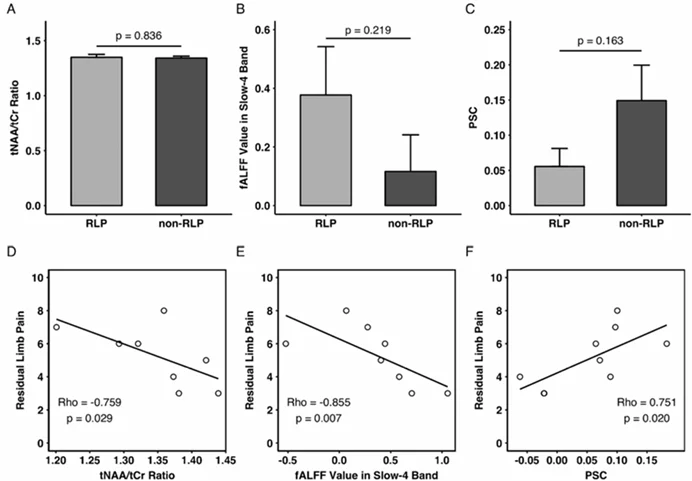 A
B
C
p = 0.836
p = 0.219
p = 0.163
tNAA/tCr Ratio
1.5
1.0
0.5
0.0
RLP
non-RLP
fALFF Value in Slow-4 Band
0.6
0.4
0.2
0.0
RLP
non-RLP
PSC
0.25
0.20
0.15
0.10
0.05
0.00
RLP
non-RLP
D
E
F
Residual Limb Pain
10
8
6
4
2
0
Rho = -0.759
p = 0.029
1.20 1.25 1.30 1.35 1.40 1.45
tNAA/tCr Ratio
Residual Limb Pain
10
8
6
4
2
0
Rho = -0.855
p = 0.007
-0.5 0.0 0.5 1.0
fALFF Value in Slow-4 Band
Residual Limb Pain
10
8
6
4
2
0
Rho = 0.751
p = 0.020
-0.05 0.00 0.05 0.10 0.15
PSC